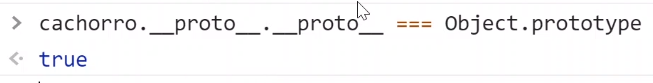 > cachorro.__proto__.__proto__ === Object.prototype
< true